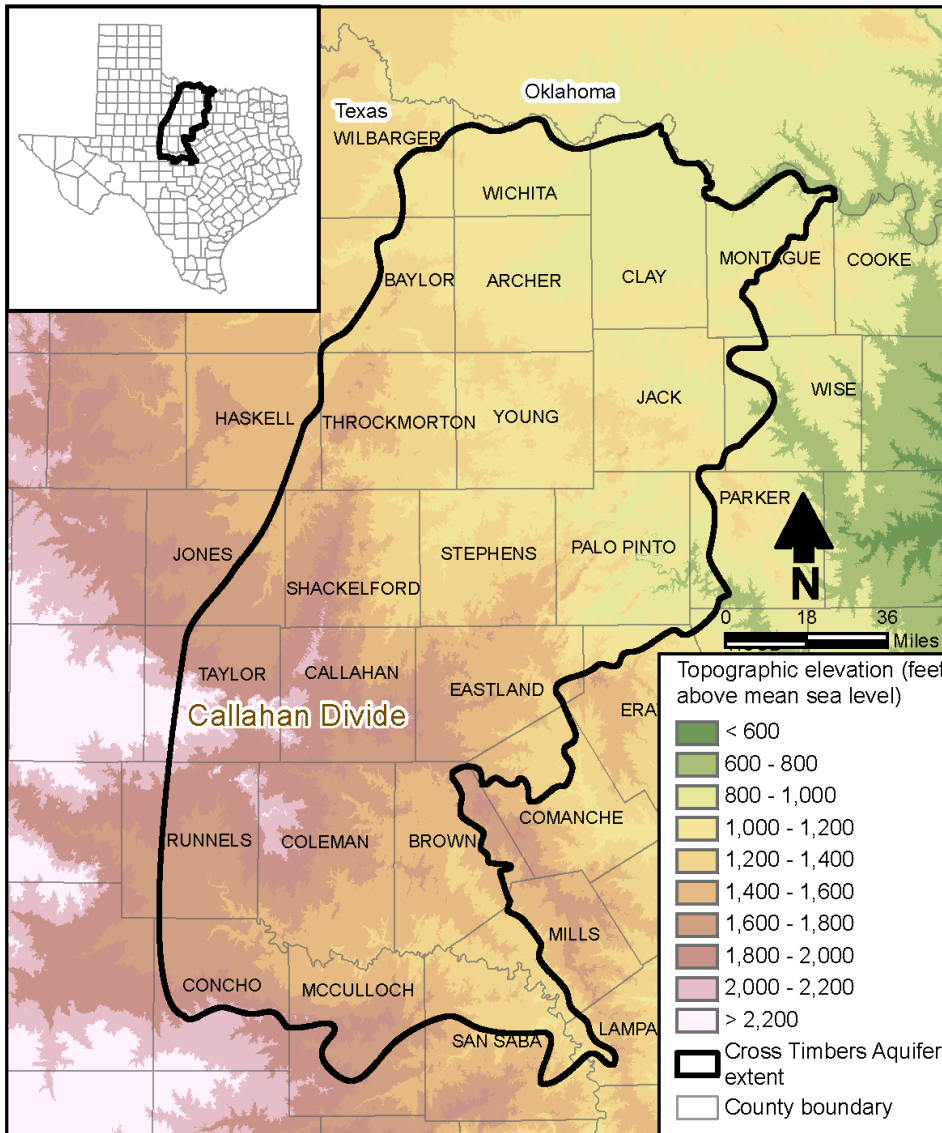 Oklahoma
Texas
WILBARGER
WICHITA
MONTAGUE
COOKE
BAYLOR
ARCHER
CLAY
WISE
HASKELL
THROCKMORTON
YOUNG
JACK
PARKER
JONES
SHACKELFORD
STEPHENS
PALO PINTO
N
0 18 36
Miles
TAYLOR
CALLAHAN
EASTLAND
ERA
Callahan Divide
RUNNELS
COLEMAN
BROWN
COMANCHE
MILLS
CONCHO
MCCULLOCH
SAN SABA
LAMPA
Topographic elevation (feet
above mean sea level)
< 600
600 - 800
800 - 1,000
1,000 - 1,200
1,200 - 1,400
1,400 - 1,600
1,600 - 1,800
1,800 - 2,000
2,000 - 2,200
> 2,200
Cross Timbers Aquifer
extent
County boundary